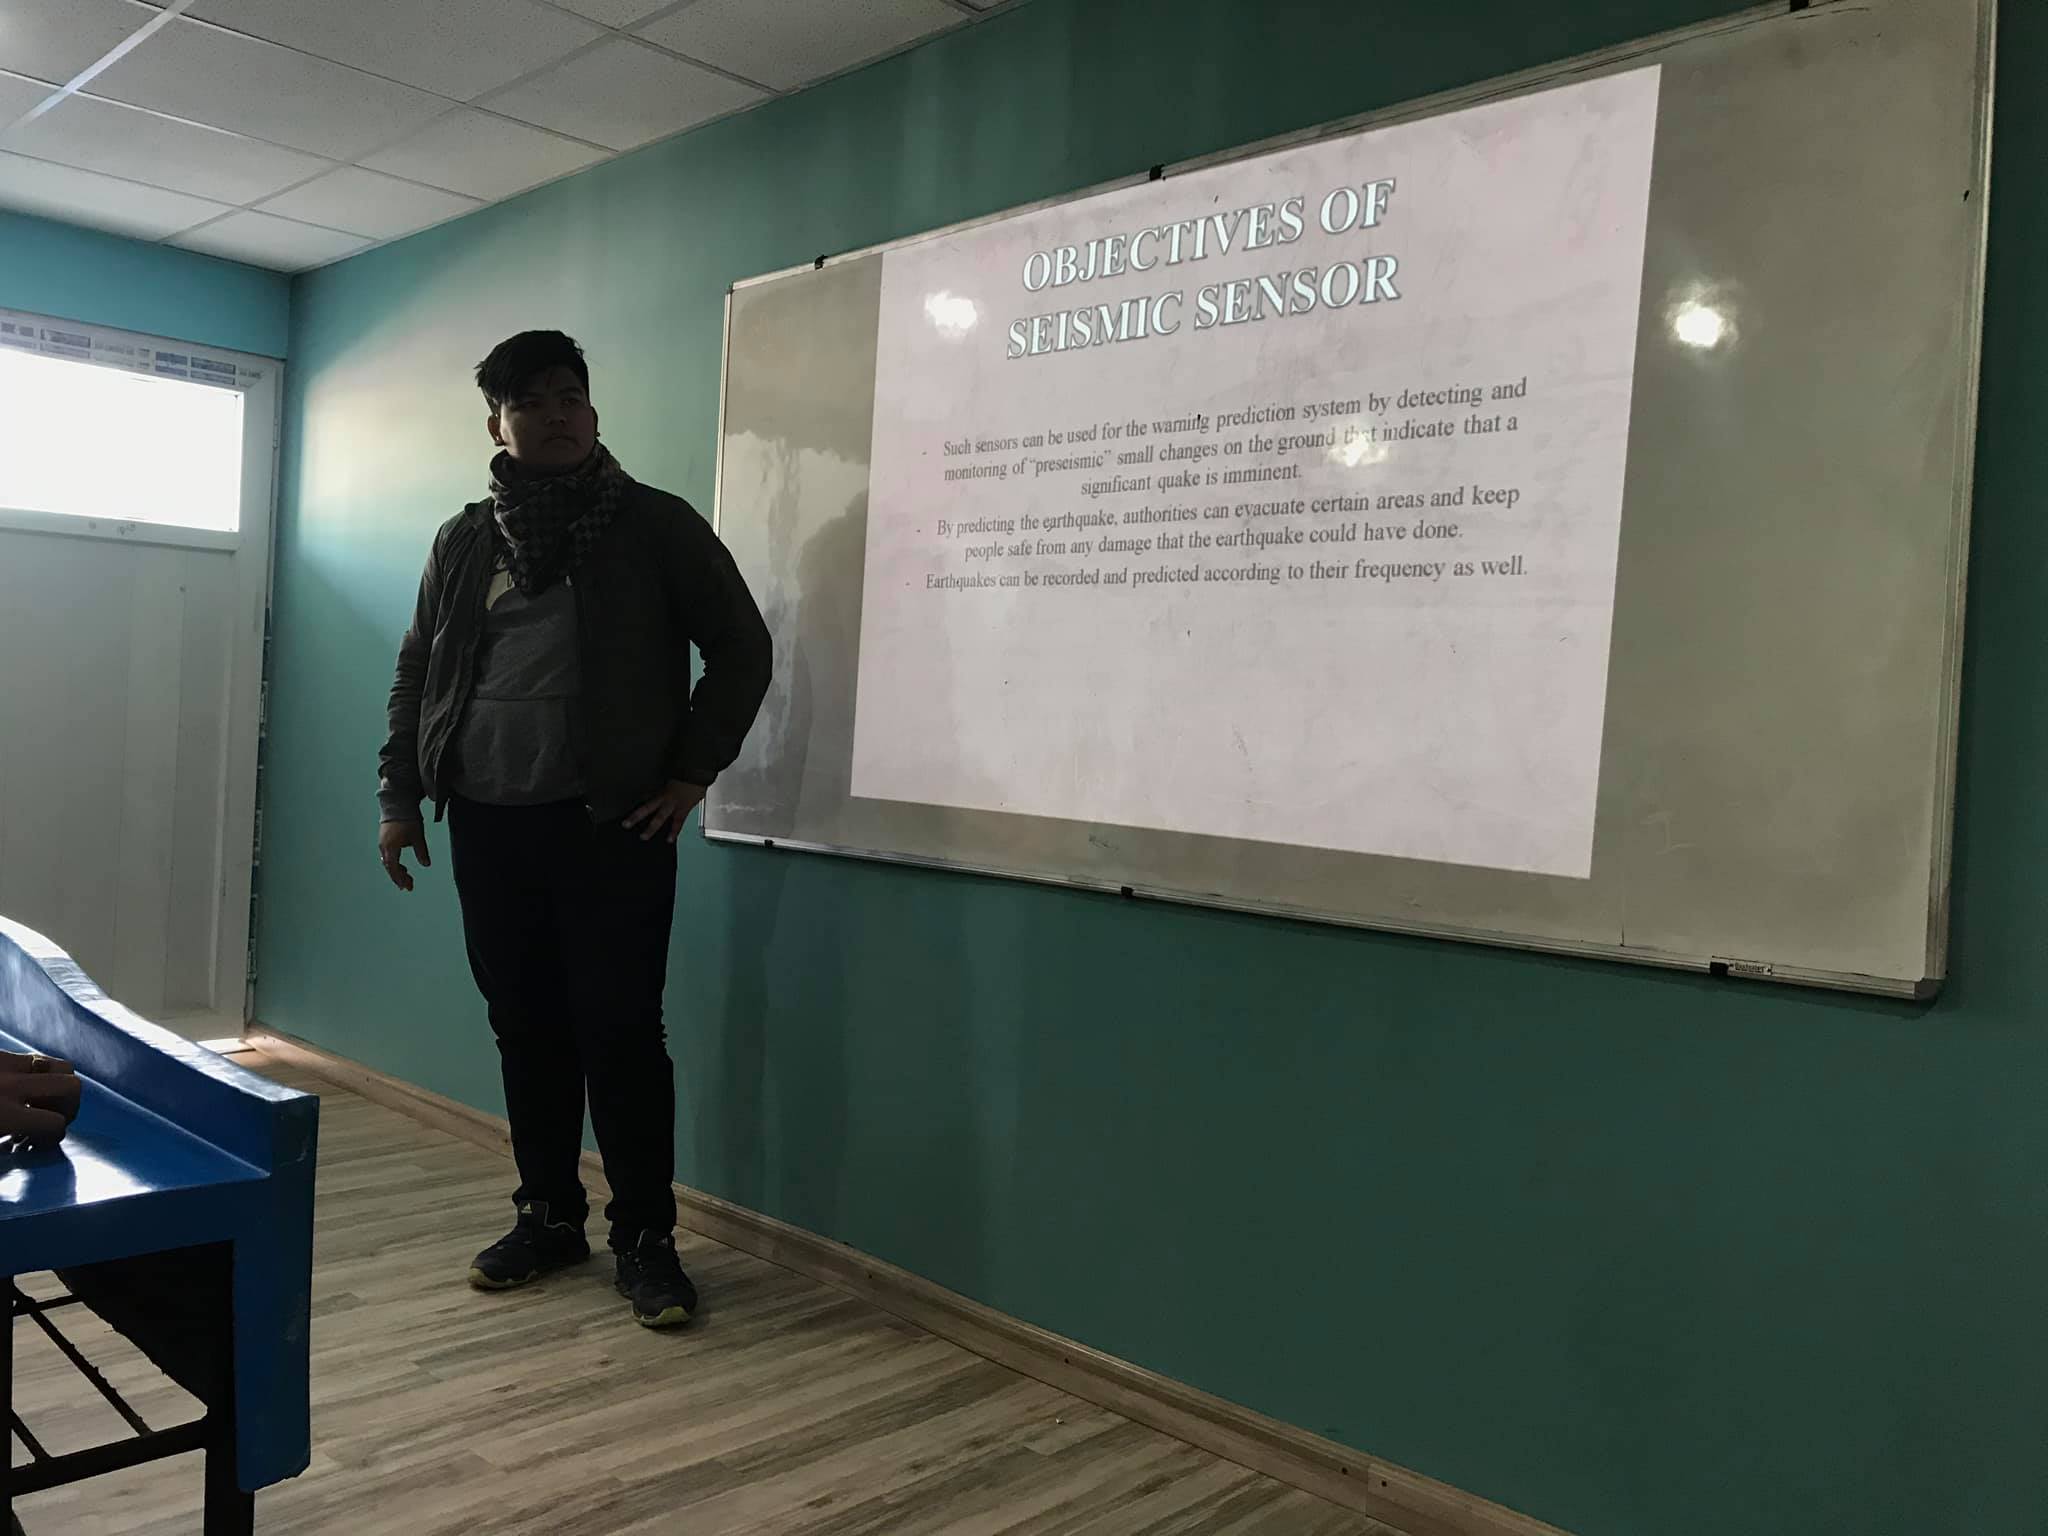 OBJECTIVES OF
SEISMIC SENSOR
- Such sensors can be used for the warning prediction system by detecting and
monitoring of "preseismic" small changes on the ground that indicate that a
significant quake is imminent.
- By predicting the earthquake, authorities can evacuate certain areas and keep
people safe from any damage that the earthquake could have done.
- Earthquakes can be recorded and predicted according to their frequency as well.